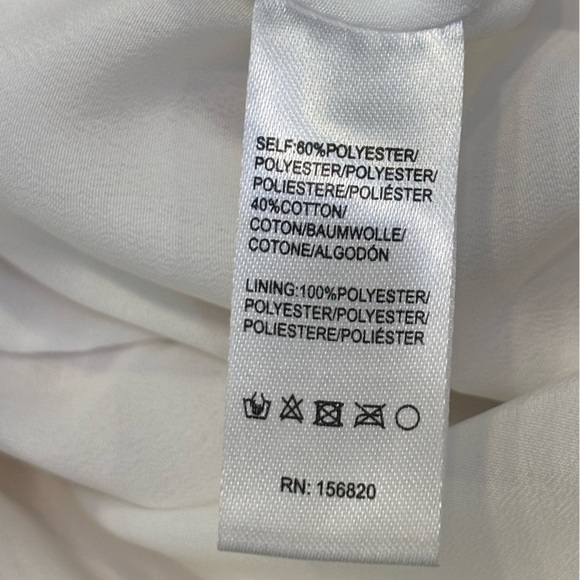 SELF:60%POLYESTER/
POLYESTER/POLYESTER/
POLIESTERE/POLIÉSTER
40%COTTON/
COTON/BAUMWOLLE/
COTONE/ALGODÓN
LINING:100%POLYESTER/
POLYESTER/POLYESTER/
POLIESTERE/POLIÉSTER
RN: 156820